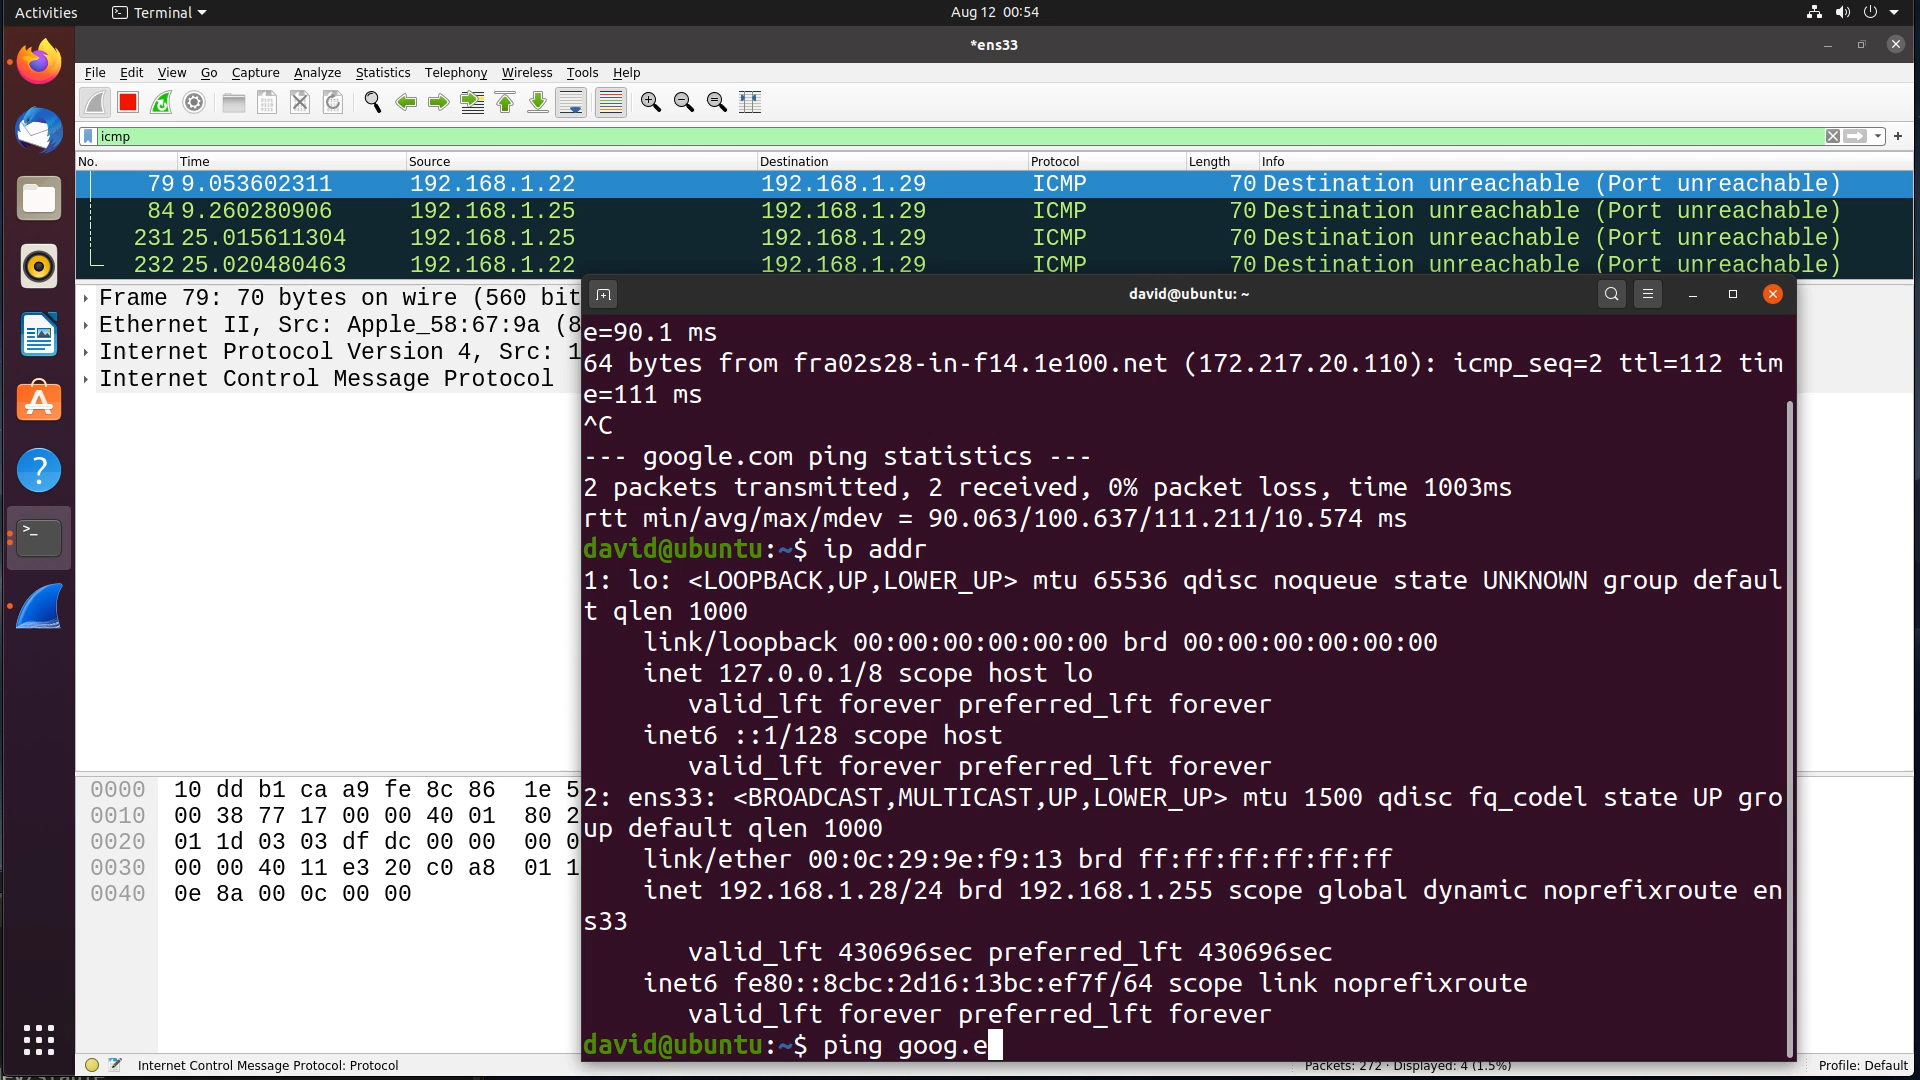 Activities
Terminal
Aug 12 00:54
*ens33
File Edit View Go Capture Analyze Statistics Telephony Wireless Tools Help
icmp
No. Time Source Destination Protocol Length Info
79 9.053602311 192.168.1.22 192.168.1.29 ICMP 70 Destination unreachable (Port unreachable)
84 9.260280906 192.168.1.25 192.168.1.29 ICMP 70 Destination unreachable (Port unreachable)
231 25.015611304 192.168.1.25 192.168.1.29 ICMP 70 Destination unreachable (Port unreachable)
232 25.020480463 192.168.1.22 192.168.1.29 ICMP 70 Destination unreachable (Port unreachable)
Frame 79: 70 bytes on wire (560 bit
Ethernet II, Src: Apple_58:67:9a (8
Internet Protocol Version 4, Src: 1
Internet Control Message Protocol
0000 10 dd b1 ca a9 fe 8c 86 1e 5
0010 00 38 77 17 00 00 40 01 80 2
0020 01 1d 03 03 df dc 00 00 00 0
0030 00 00 40 11 e3 20 c0 a8 01 1
0040 0e 8a 00 0c 00 00
david@ubuntu: ~
e=90.1 ms
64 bytes from fra02s28-in-f14.1e100.net (172.217.20.110): icmp_seq=2 ttl=112 tim
e=111 ms
^C
--- google.com ping statistics ---
2 packets transmitted, 2 received, 0% packet loss, time 1003ms
rtt min/avg/max/mdev = 90.063/100.637/111.211/10.574 ms
david@ubuntu:~$ ip addr
1: lo: <LOOPBACK,UP,LOWER_UP> mtu 65536 qdisc noqueue state UNKNOWN group defaul
t qlen 1000
link/loopback 00:00:00:00:00:00 brd 00:00:00:00:00:00
inet 127.0.0.1/8 scope host lo
valid_lft forever preferred_lft forever
inet6 ::1/128 scope host
valid_lft forever preferred_lft forever
2: ens33: <BROADCAST,MULTICAST,UP,LOWER_UP> mtu 1500 qdisc fq_codel state UP gro
up default qlen 1000
link/ether 00:0c:29:9e:f9:13 brd ff:ff:ff:ff:ff:ff
inet 192.168.1.28/24 brd 192.168.1.255 scope global dynamic noprefixroute en
s33
valid_lft 430696sec preferred_lft 430696sec
inet6 fe80::8cbc:2d16:13bc:ef7f/64 scope link noprefixroute
valid_lft forever preferred_lft forever
david@ubuntu:~$ ping goog.e
Internet Control Message Protocol: Protocol
Packets: 272 · Displayed: 4 (1.5%)
Profile: Default